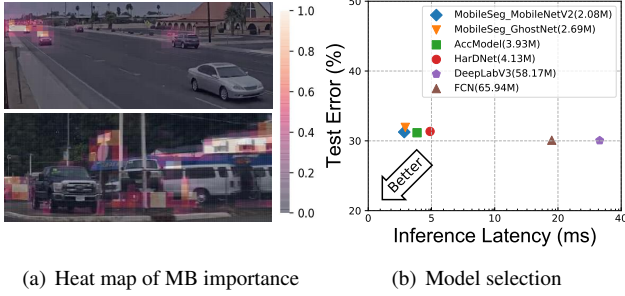 1.0
0.8
0.6
0.4
0.2
0.0
(a) Heat map of MB importance
Test Error (%)
50
40
30
20
MobileSeg_MobileNetV2(2.08M)
MobileSeg_GhostNet(2.69M)
AccModel(3.93M)
HarDNet(4.13M)
DeepLabV3(58.17M)
FCN(65.94M)
Better
0 5 10 20 30 40
Inference Latency (ms)
(b) Model selection